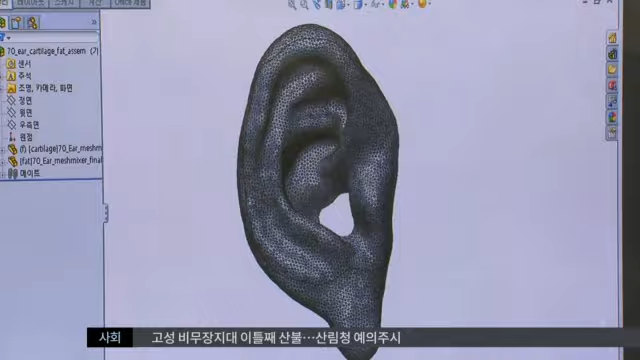 70_ear_cartilage_fat_assem (기
센서
주석
조명, 카메라, 화면
정면
윗면
우측면
원점
(f) [cartilage]70_Ear_meshm
[fat]70_Ear_meshmixer_final
메이트
사회 고성 비무장지대 이틀째 산불…산림청 예의주시